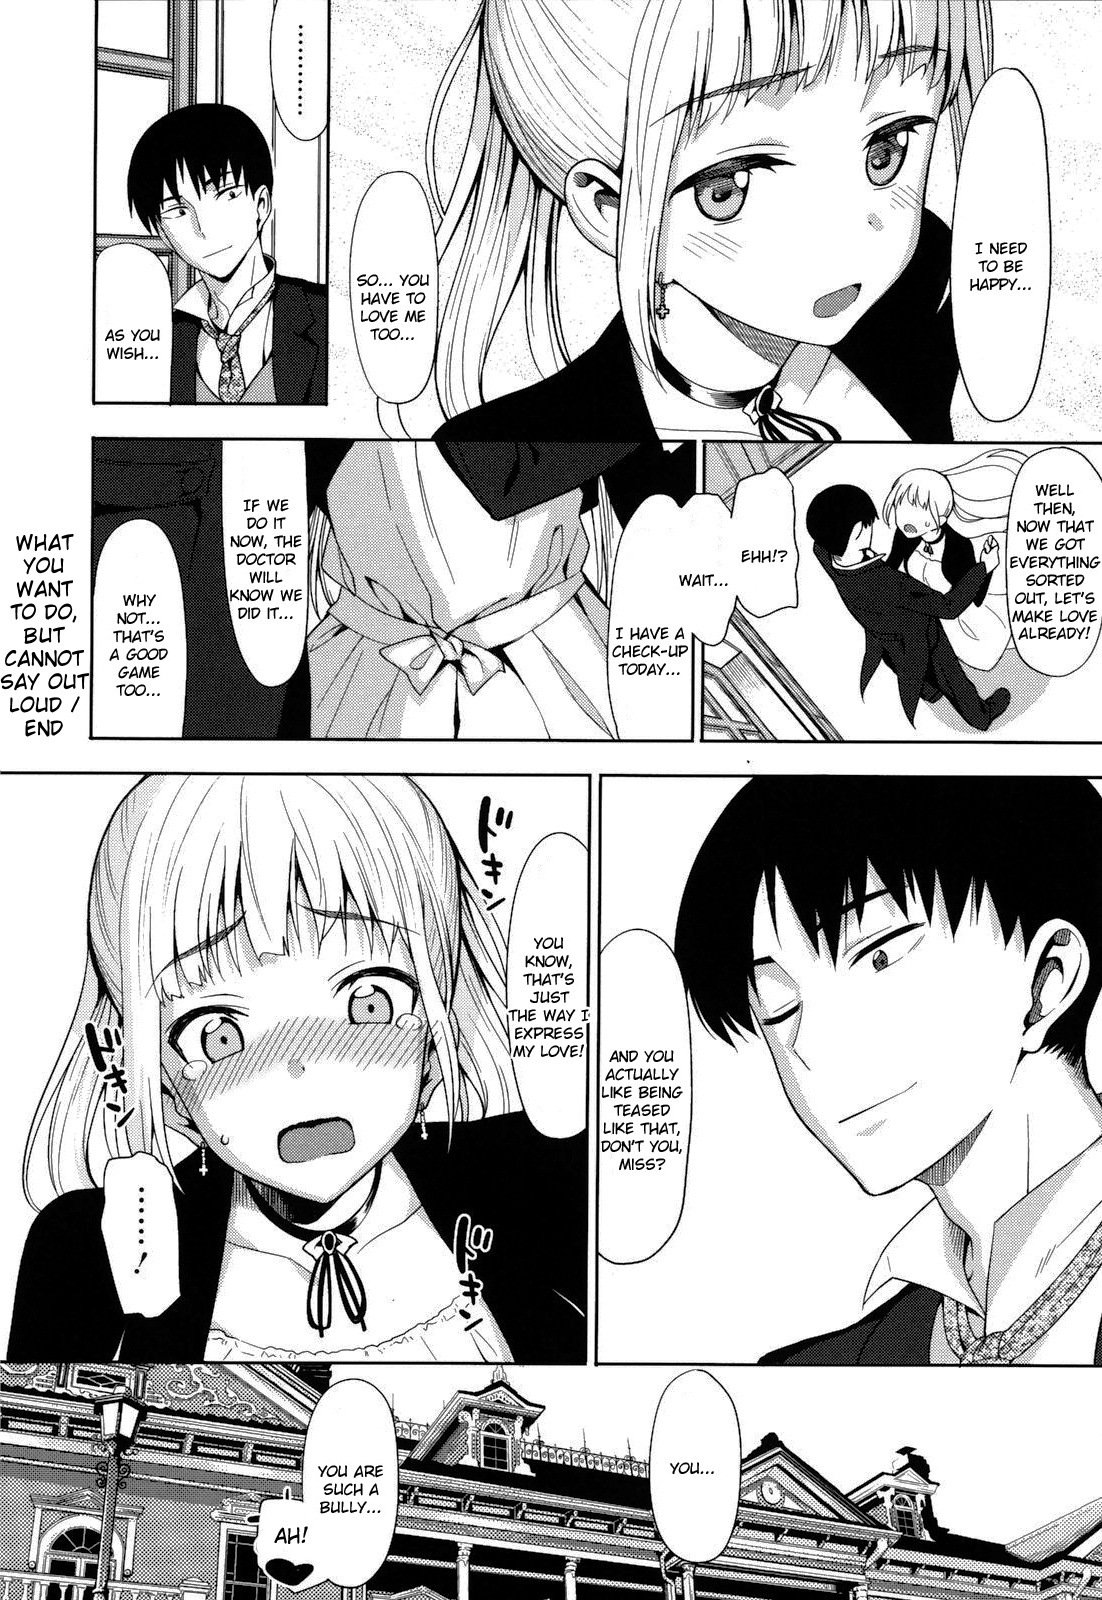 I NEED
TO BE
HAPPY...
SO... YOU
HAVE TO
LOVE ME
TOO...
.........
AS YOU
WISH...
WELL
THEN,
NOW THAT
WE GOT
EVERYTHING
SORTED
OUT, LET'S
MAKE LOVE
ALREADY!
EHH!?
WAIT...
I HAVE A
CHECK-UP
TODAY...
IF WE
DO IT
NOW, THE
DOCTOR
WILL
KNOW WE
DID IT...
WHY
NOT...
THAT'S
A GOOD
GAME
TOO...
WHAT
YOU
WANT
TO DO,
BUT
CANNOT
SAY OUT
LOUD /
END
AND YOU
ACTUALLY
LIKE BEING
TEASED
LIKE THAT,
DON'T YOU,
MISS?
YOU
KNOW,
THAT'S
JUST
THE WAY I
EXPRESS
MY LOVE!
ドキン
ドキン
ドキン
......!
YOU...
YOU ARE
SUCH A
BULLY...
AH!